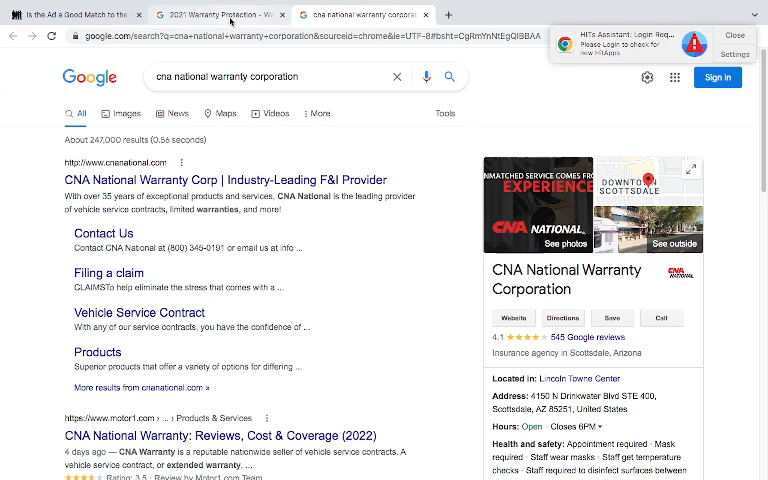 Is the Ad a Good Match to the
2021 Warranty Protection - We
cna national warranty corporat
google.com/search?q=cna+national+warranty+corporation&sourceid=chrome&ie=UTF-8#bsht=CgRmYnNtEgQIBBAA
HITs Assistant: Login Req...
Please Login to check for
new HitApps
Close
Settings
Google
cna national warranty corporation
Sign in
All
Images
News
Maps
Videos
More
Tools
About 247,000 results (0.56 seconds)
http://www.cnanational.com
CNA National Warranty Corp | Industry-Leading F&I Provider
With over 35 years of exceptional products and services, CNA National is the leading provider
of vehicle service contracts, limited warranties, and more!
Contact Us
Contact CNA National at (800) 345-0191 or email us at info ...
Filing a claim
CLAIMSTo help eliminate the stress that comes with a ...
Vehicle Service Contract
With any of our service contracts, you have the confidence of ...
Products
Superior products that offer a variety of options for differing ...
More results from cnanational.com »
https://www.motor1.com › ... › Products & Services
CNA National Warranty: Reviews, Cost & Coverage (2022)
4 days ago — CNA Warranty is a reputable nationwide seller of vehicle service contracts. A
vehicle service contract, or extended warranty, ...
Rating: 3.5 · Review by Motor1.com Team
NMATCHED SERVICE COMES FRO
EXPERIENCE
CNA NATIONAL
See photos
DOWNTOWN
SCOTTSDALE
See outside
CNA National Warranty
Corporation
CNA
NATIONAL
Website
Directions
Save
Call
4.1
545 Google reviews
Insurance agency in Scottsdale, Arizona
Located in: Lincoln Towne Center
Address: 4150 N Drinkwater Blvd STE 400,
Scottsdale, AZ 85251, United States
Hours: Open · Closes 6PM
Health and safety: Appointment required · Mask
required · Staff wear masks · Staff get temperature
checks · Staff required to disinfect surfaces between